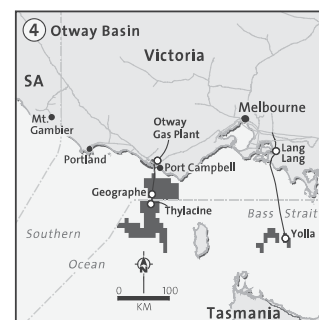 4 Otway Basin
Victoria
SA
Mt.
Gambier
Otway
Gas Plant
Melbourne
Lang
Lang
Portland
Port Campbell
Geographe
Thylacine
Bass Strait
Southern
Yolla
Ocean
N
0 100
KM
Tasmania